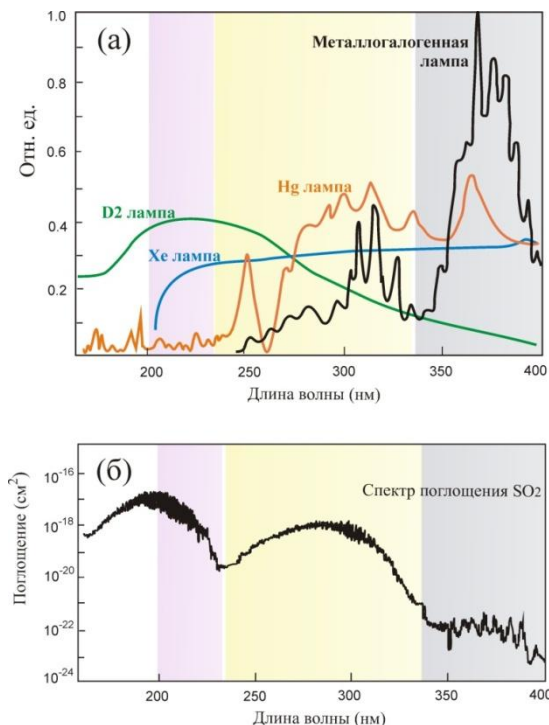 (а)
1.0
0.8
0.6
0.4
0.2
Отн. ед.
Металлогалогенная
лампа
Hg лампа
D2 лампа
Xe лампа
200
250
300
350
400
Длина волны (нм)
(б)
Спектр поглощения SO2
Поглощение (см²)
10⁻¹⁶
10⁻¹⁸
10⁻²⁰
10⁻²²
10⁻²⁴
200
250
300
350
400
Длина волны (нм)